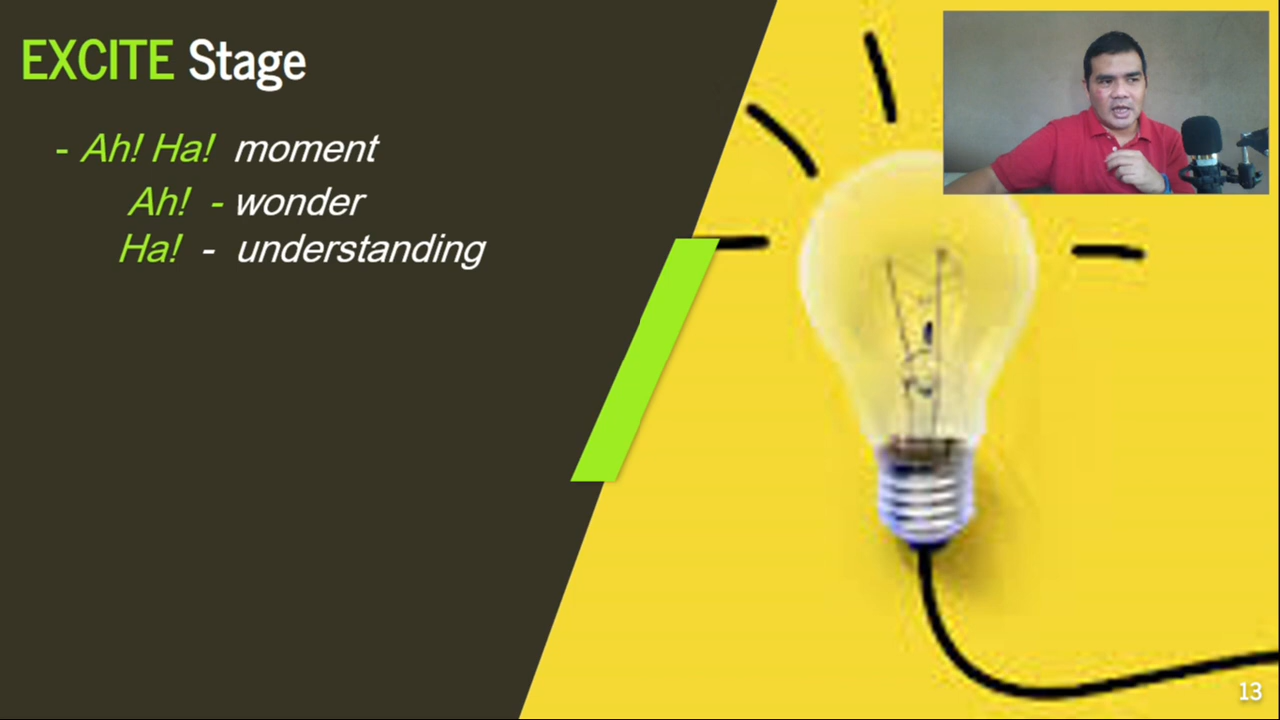 EXCITE Stage
- Ah! Ha! moment
Ah! - wonder
Ha! - understanding
13